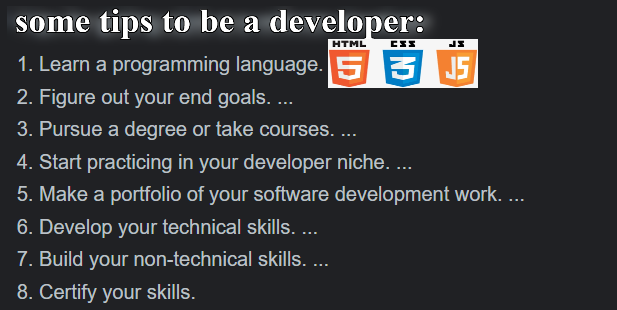 some tips to be a developer:
HTML CSS JS
1. Learn a programming language. 5 3 JS
2. Figure out your end goals. ...
3. Pursue a degree or take courses. ...
4. Start practicing in your developer niche. ...
5. Make a portfolio of your software development work. ...
6. Develop your technical skills. ...
7. Build your non-technical skills. ...
8. Certify your skills.